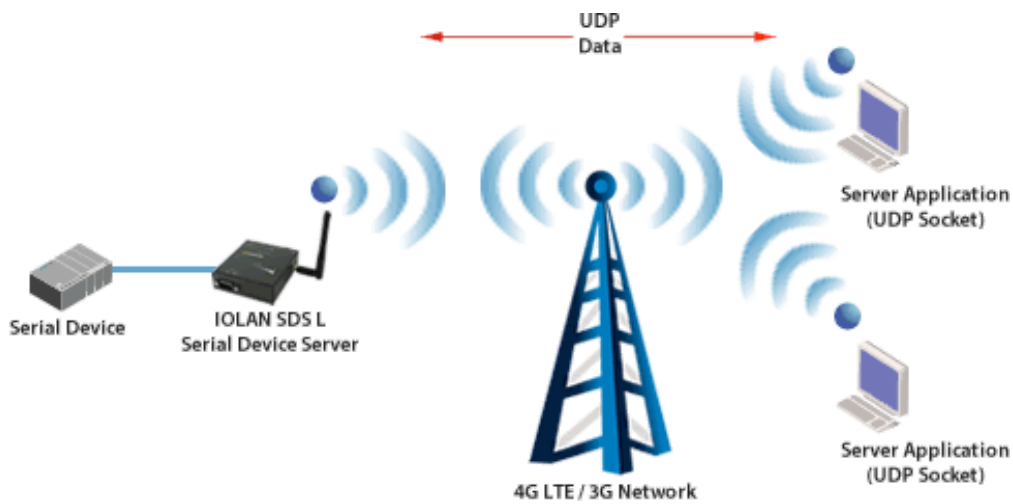 UDP
Data
Server Application
(UDP Socket)
Serial Device
IOLAN SDS L
Serial Device Server
Server Application
(UDP Socket)
4G LTE / 3G Network